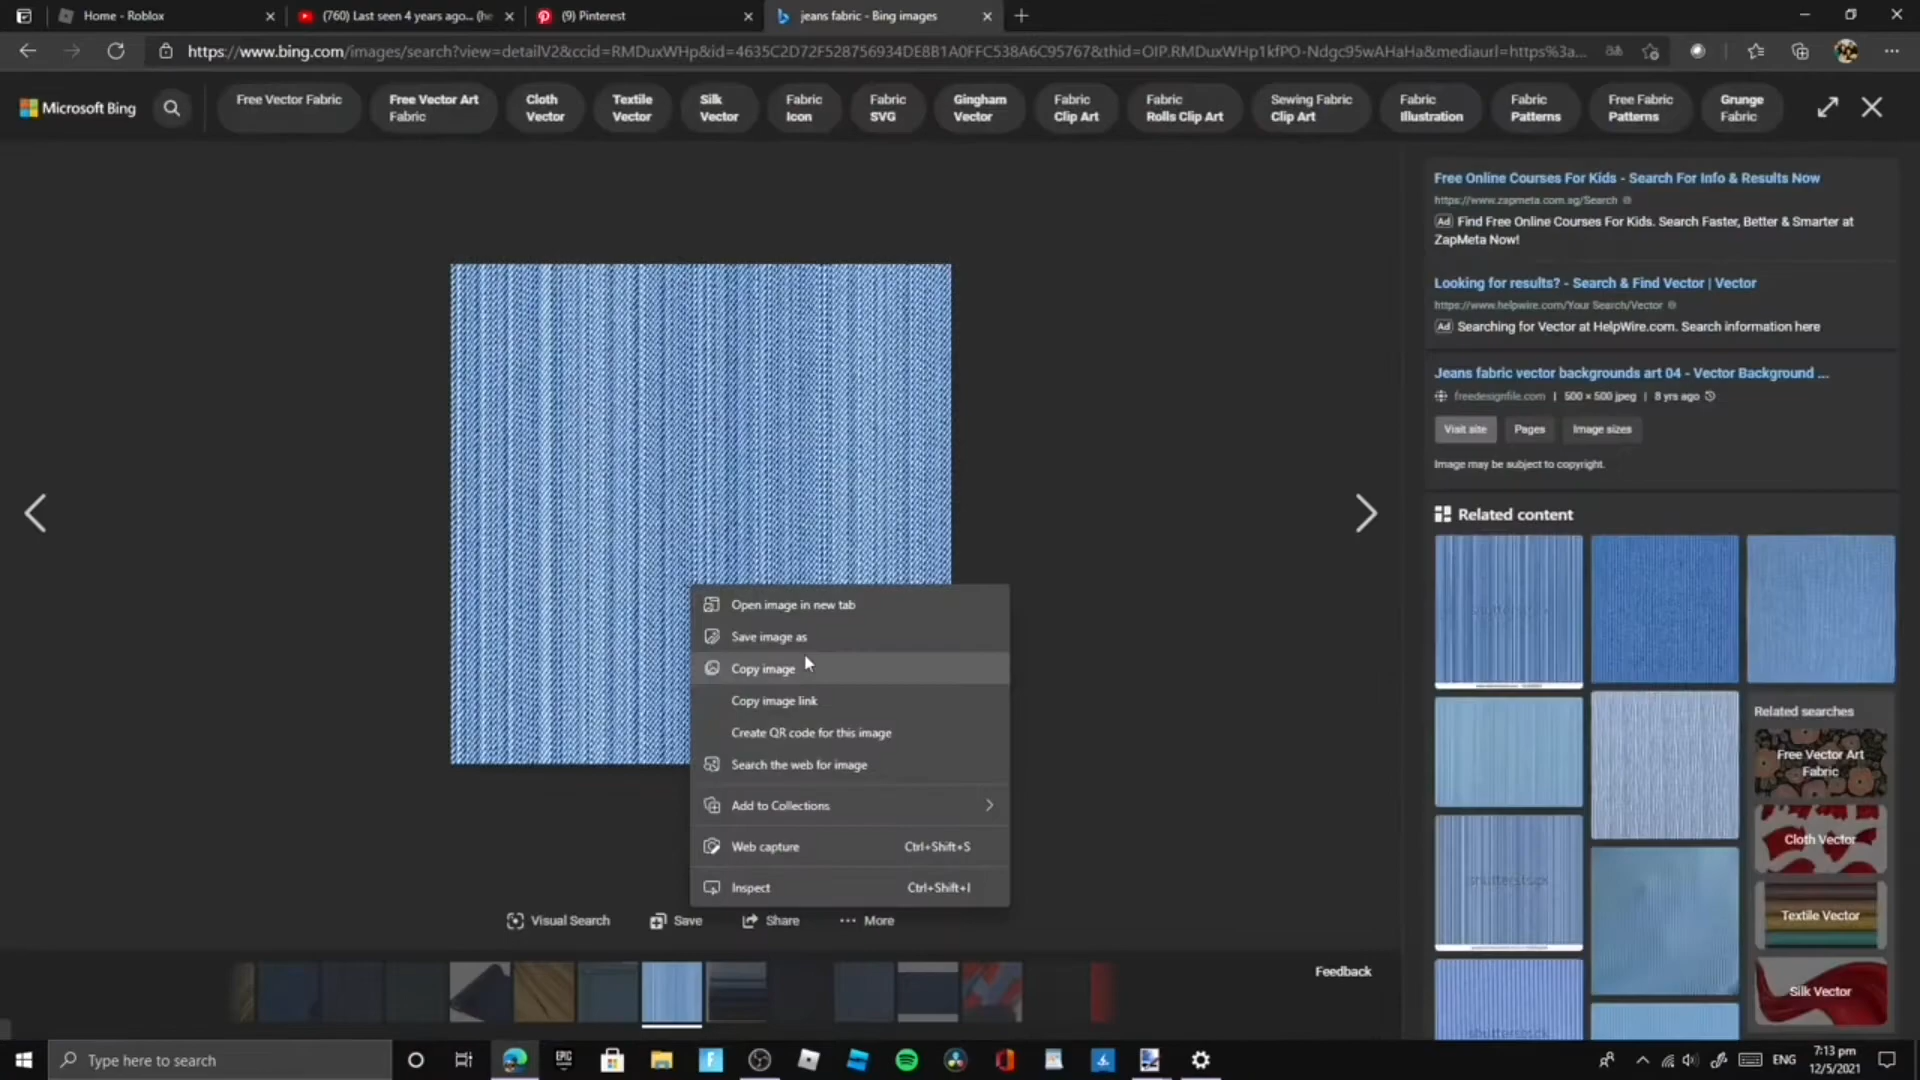 Home - Roblox
(760) Last seen 4 years ago... (he
(9) Pinterest
jeans fabric - Bing images
https://www.bing.com/images/search?view=detailV2&ccid=RMDuxWHp&id=4635C2D72F528756934DE8B1A0FFC538A6C95767&thid=OIP.RMDuxWHp1kfPO-Ndgc95wAHaHa&mediaurl=https%3a...
Microsoft Bing
Free Vector Fabric
Free Vector Art
Fabric
Cloth
Vector
Textile
Vector
Silk
Vector
Fabric
Icon
Fabric
SVG
Gingham
Vector
Fabric
Clip Art
Fabric
Rolls Clip Art
Sewing Fabric
Clip Art
Fabric
Illustration
Fabric
Patterns
Free Fabric
Patterns
Grunge
Fabric
Free Online Courses For Kids - Search For Info & Results Now
https://www.zapmeta.com.sg/Search
Ad Find Free Online Courses For Kids. Search Faster, Better & Smarter at
ZapMeta Now!
Looking for results? - Search & Find Vector | Vector
https://www.helpwire.com/Your Search/Vector
Ad Searching for Vector at HelpWire.com. Search information here
Jeans fabric vector backgrounds art 04 - Vector Background ...
freedesignfile.com | 500 × 500 jpeg | 8 yrs ago
Visit site
Pages
Image sizes
Image may be subject to copyright.
Related content
Open image in new tab
Save image as
Copy image
Copy image link
Create QR code for this image
Search the web for image
Add to Collections
Web capture Ctrl+Shift+S
Inspect Ctrl+Shift+I
Related searches
Free Vector Art
Fabric
Cloth Vector
Textile Vector
Silk Vector
Visual Search
Save
Share
More
Feedback
Type here to search
EPIC
ENG
7:13 pm
12/5/2021